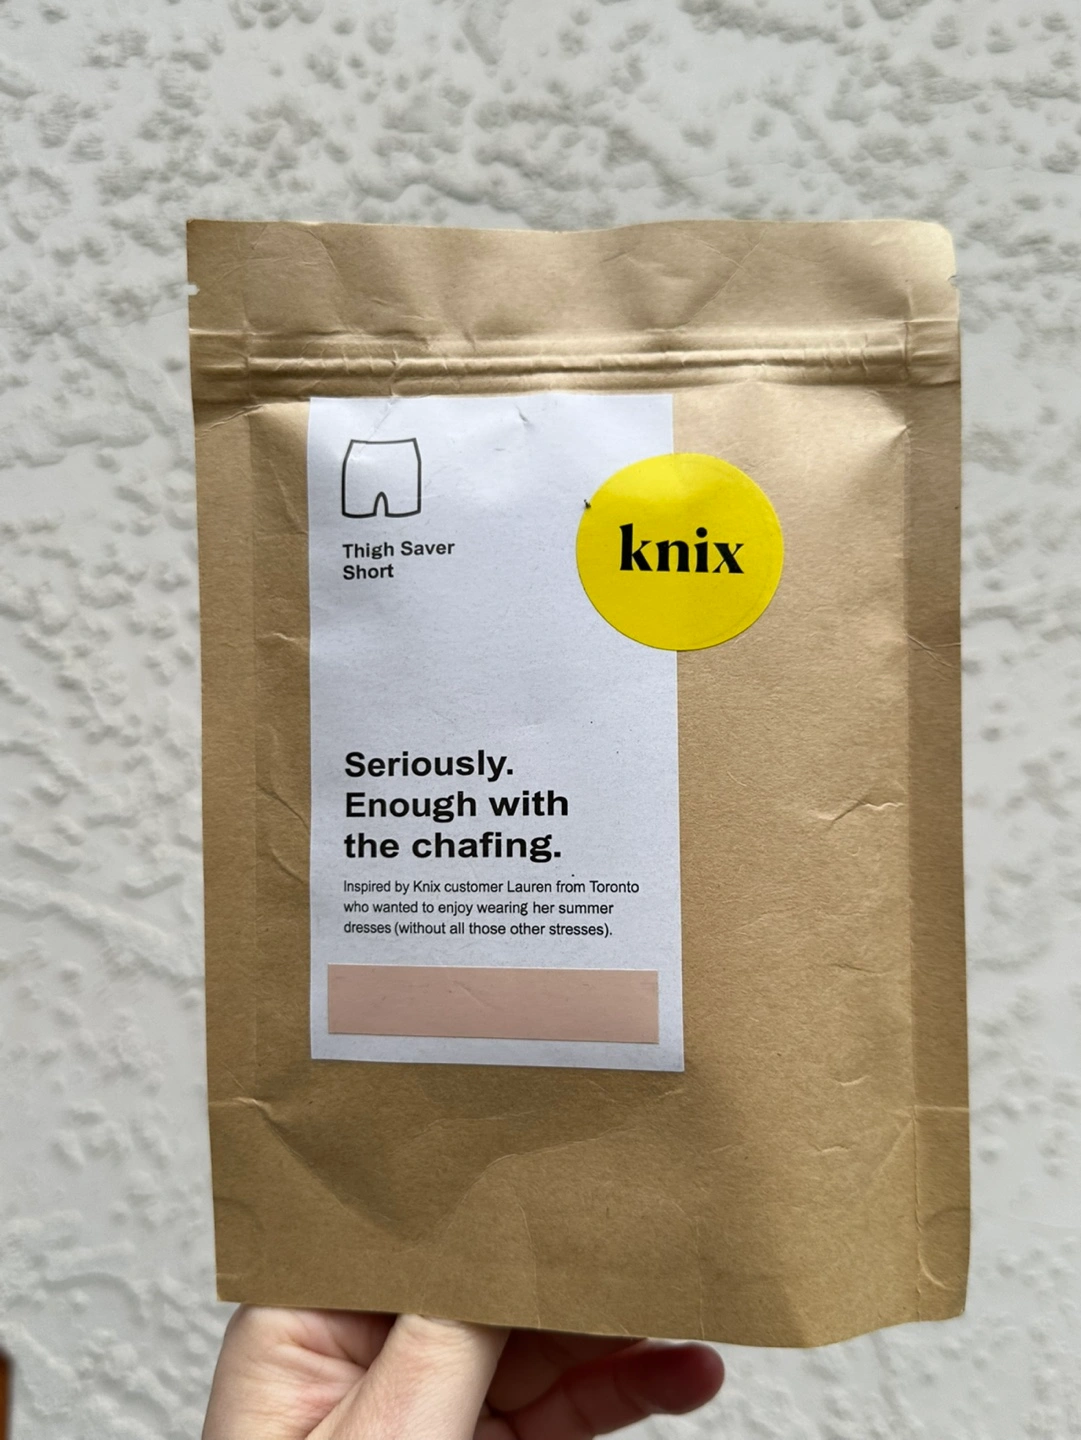 Thigh Saver
Short
knix
Seriously.
Enough with
the chafing.
Inspired by Knix customer Lauren from Toronto
who wanted to enjoy wearing her summer
dresses (without all those other stresses).